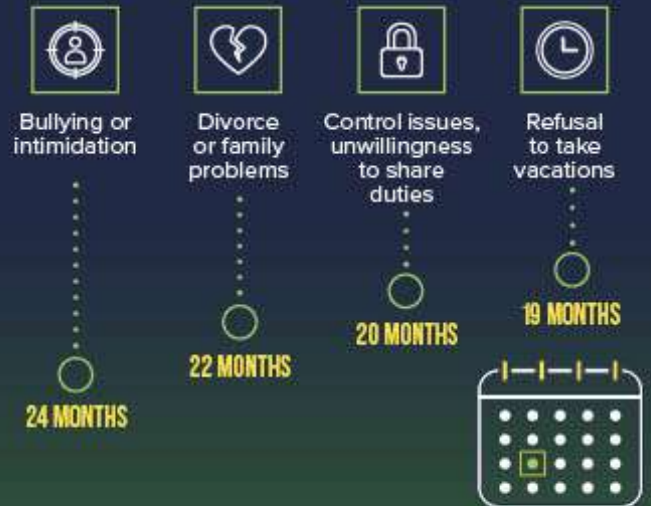 Bullying or
intimidation
24 MONTHS
Divorce
or family
problems
22 MONTHS
Control issues,
unwillingness
to share
duties
20 MONTHS
Refusal
to take
vacations
19 MONTHS